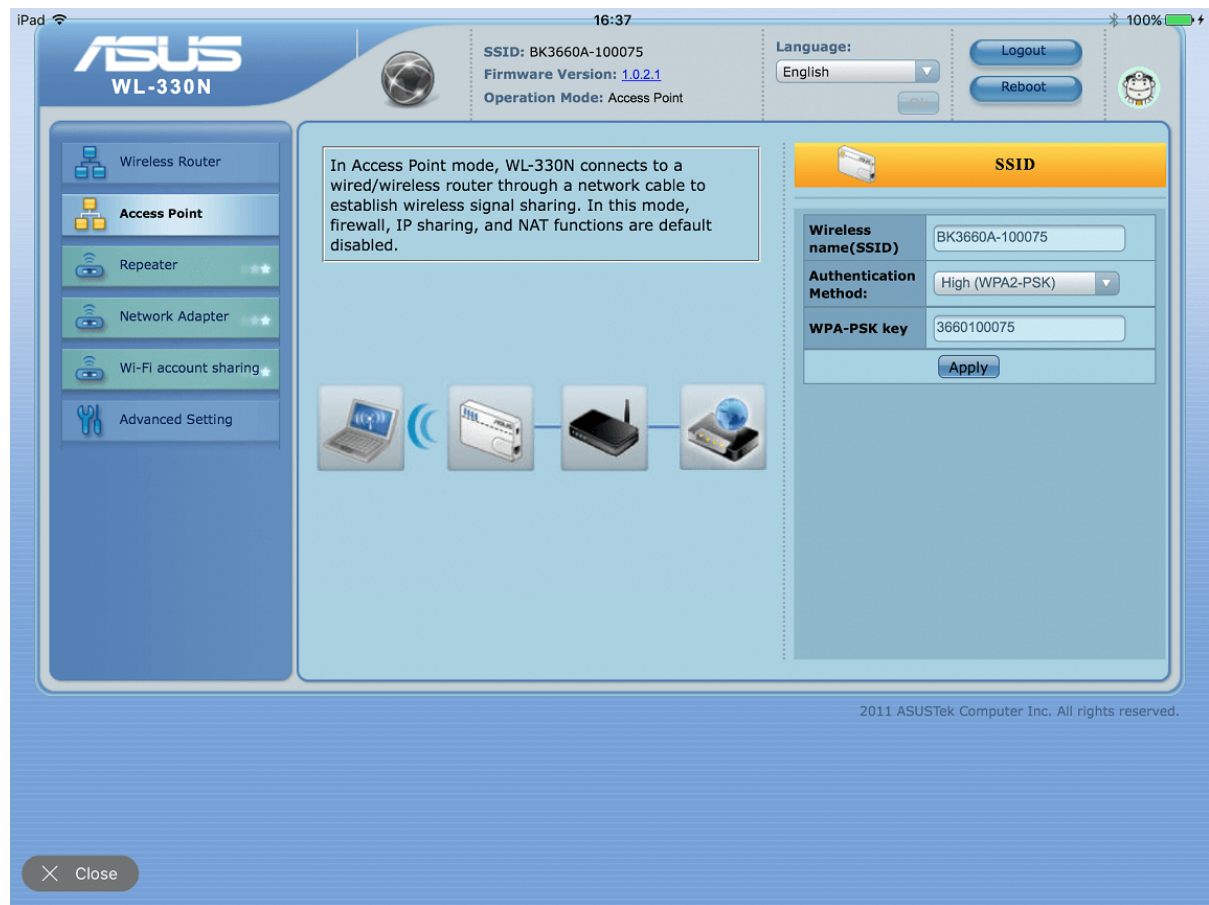 iPad 16:37 100%
ASUS
WL-330N
SSID: BK3660A-100075
Firmware Version: 1.0.2.1
Operation Mode: Access Point
Language:
English
Logout
Reboot
Wireless Router
Access Point
Repeater
Network Adapter
Wi-Fi account sharing
Advanced Setting
In Access Point mode, WL-330N connects to a
wired/wireless router through a network cable to
establish wireless signal sharing. In this mode,
firewall, IP sharing, and NAT functions are default
disabled.
SSID
Wireless
name(SSID)
BK3660A-100075
Authentication
Method:
High (WPA2-PSK)
WPA-PSK key
3660100075
Apply
2011 ASUSTek Computer Inc. All rights reserved.
Close